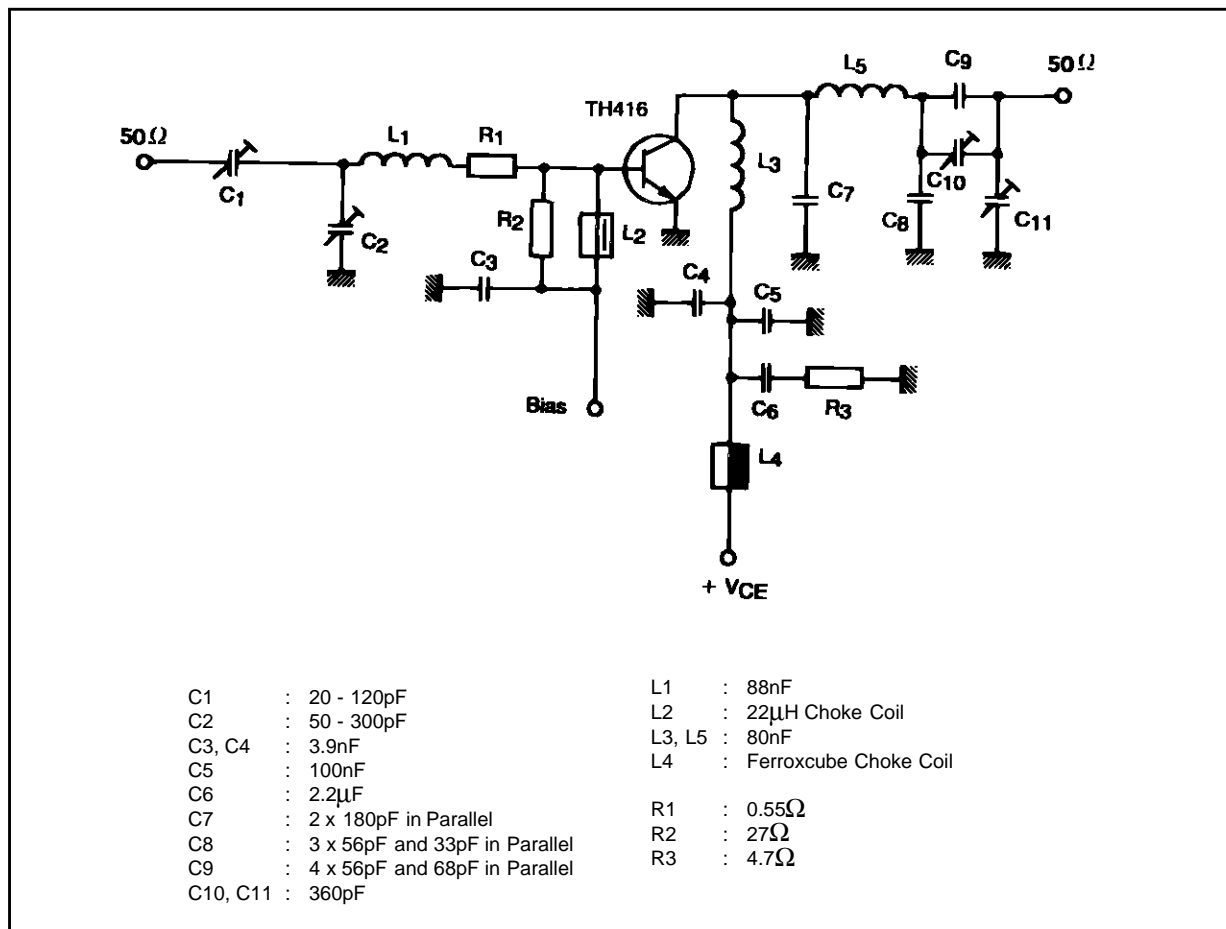 50Ω
C1
C2
L1
R1
R2
L2
C3
Bias
TH416
L3
C4
C5
C6
R3
L4
+ VCE
C7
L5
C8
C9
C10
C11
50Ω
C1 : 20 - 120pF
C2 : 50 - 300pF
C3, C4 : 3.9nF
C5 : 100nF
C6 : 2.2μF
C7 : 2 x 180pF in Parallel
C8 : 3 x 56pF and 33pF in Parallel
C9 : 4 x 56pF and 68pF in Parallel
C10, C11 : 360pF
L1 : 88nF
L2 : 22μH Choke Coil
L3, L5 : 80nF
L4 : Ferroxcube Choke Coil
R1 : 0.55Ω
R2 : 27Ω
R3 : 4.7Ω